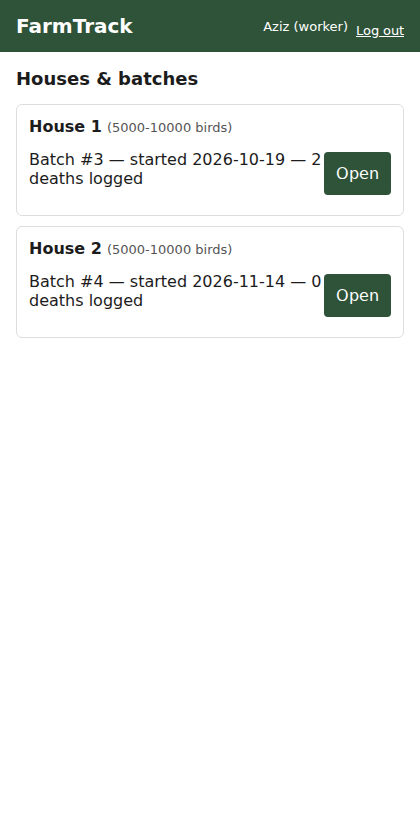 FarmTrack
Aziz (worker) Log out
Houses & batches
House 1 (5000-10000 birds)
Batch #3 — started 2026-10-19 — 2
deaths logged
Open
House 2 (5000-10000 birds)
Batch #4 — started 2026-11-14 — 0
deaths logged
Open